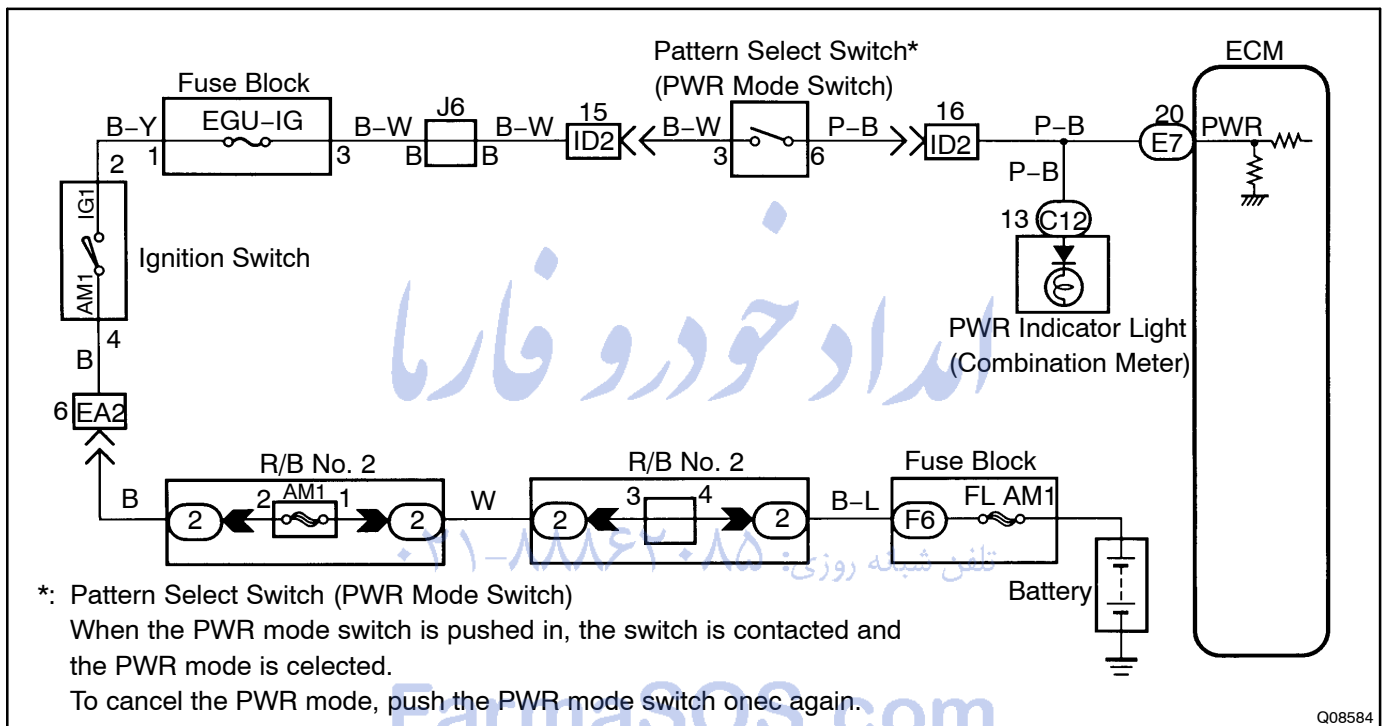 Pattern Select Switch*
(PWR Mode Switch)
ECM
Fuse Block
EGU-IG
J6
15
16
20
B-Y
B-W
B-W
ID2
B-W
P-B
ID2
P-B
E7
PWR
1
3
B
B
3
6
2
P-B
IG1
13 C12
Ignition Switch
AM1
امداد خودرو فارما
PWR Indicator Light
(Combination Meter)
4
B
6 EA2
R/B No. 2
R/B No. 2
Fuse Block
B
2
2
AM1
1
2
W
2
3
4
2
B-L
F6
FL AM1
تلفن شبانه روزی: ۰۲۱-۸۸۸۶۲۰۸۵
Battery
*: Pattern Select Switch (PWR Mode Switch)
When the PWR mode switch is pushed in, the switch is contacted and
the PWR mode is celected.
To cancel the PWR mode, push the PWR mode switch onec again.
FarmaSOS.com
Q08584